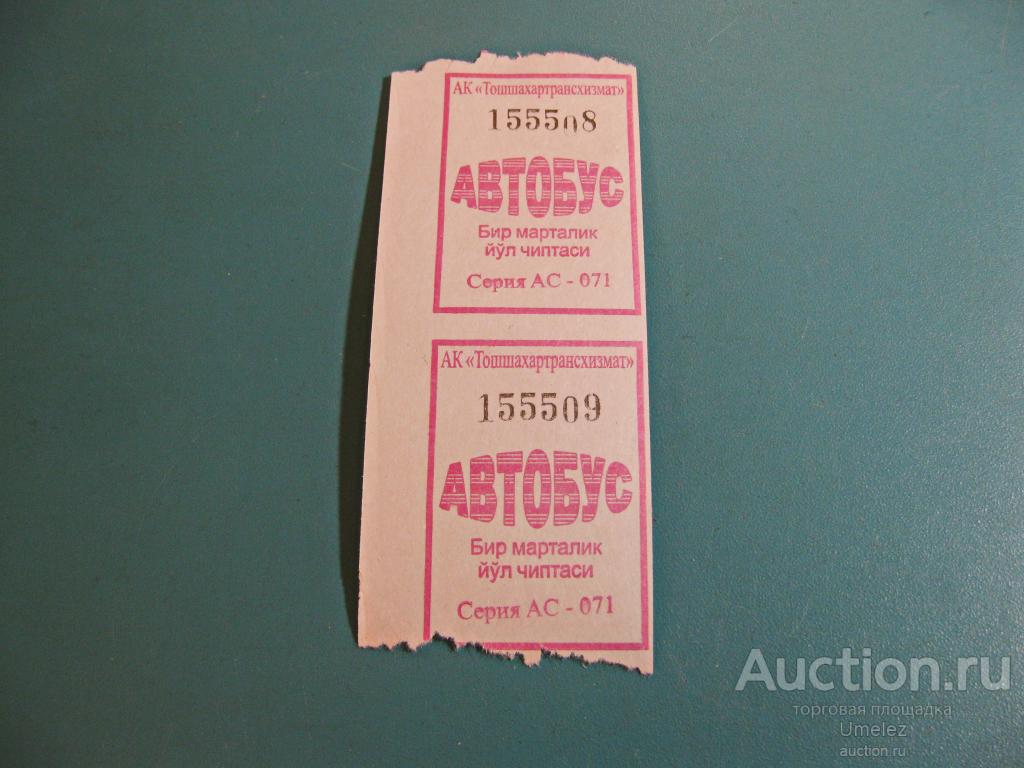 АК «Тошшахартрансхизмат»
155508
АВТОБУС
Бир марталик
йўл чиптаси
Серия АС - 071
АК «Тошшахартрансхизмат»
155509
АВТОБУС
Бир марталик
йўл чиптаси
Серия АС - 071
Auction.ru
торговая площадка
Umelez
auction.ru